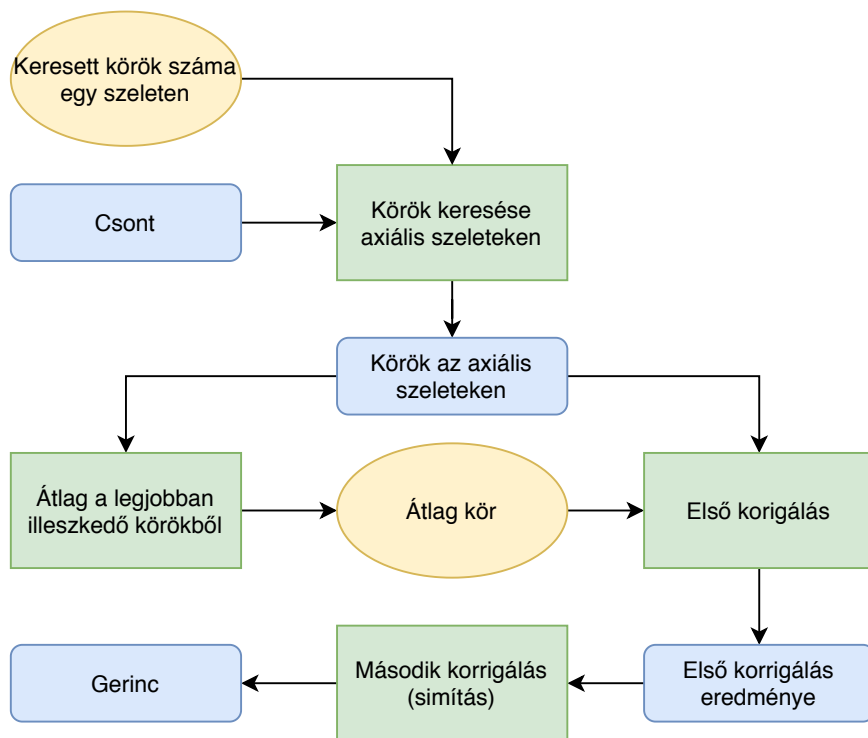 Keresett körök száma
egy szeleten
Csont
Körök keresése
axiális szeleteken
Körök az axiális
szeleteken
Átlag a legjobban
illeszkedő körökből
Átlag kör
Első korigálás
Gerinc
Második korrigálás
(simítás)
Első korrigálás
eredménye